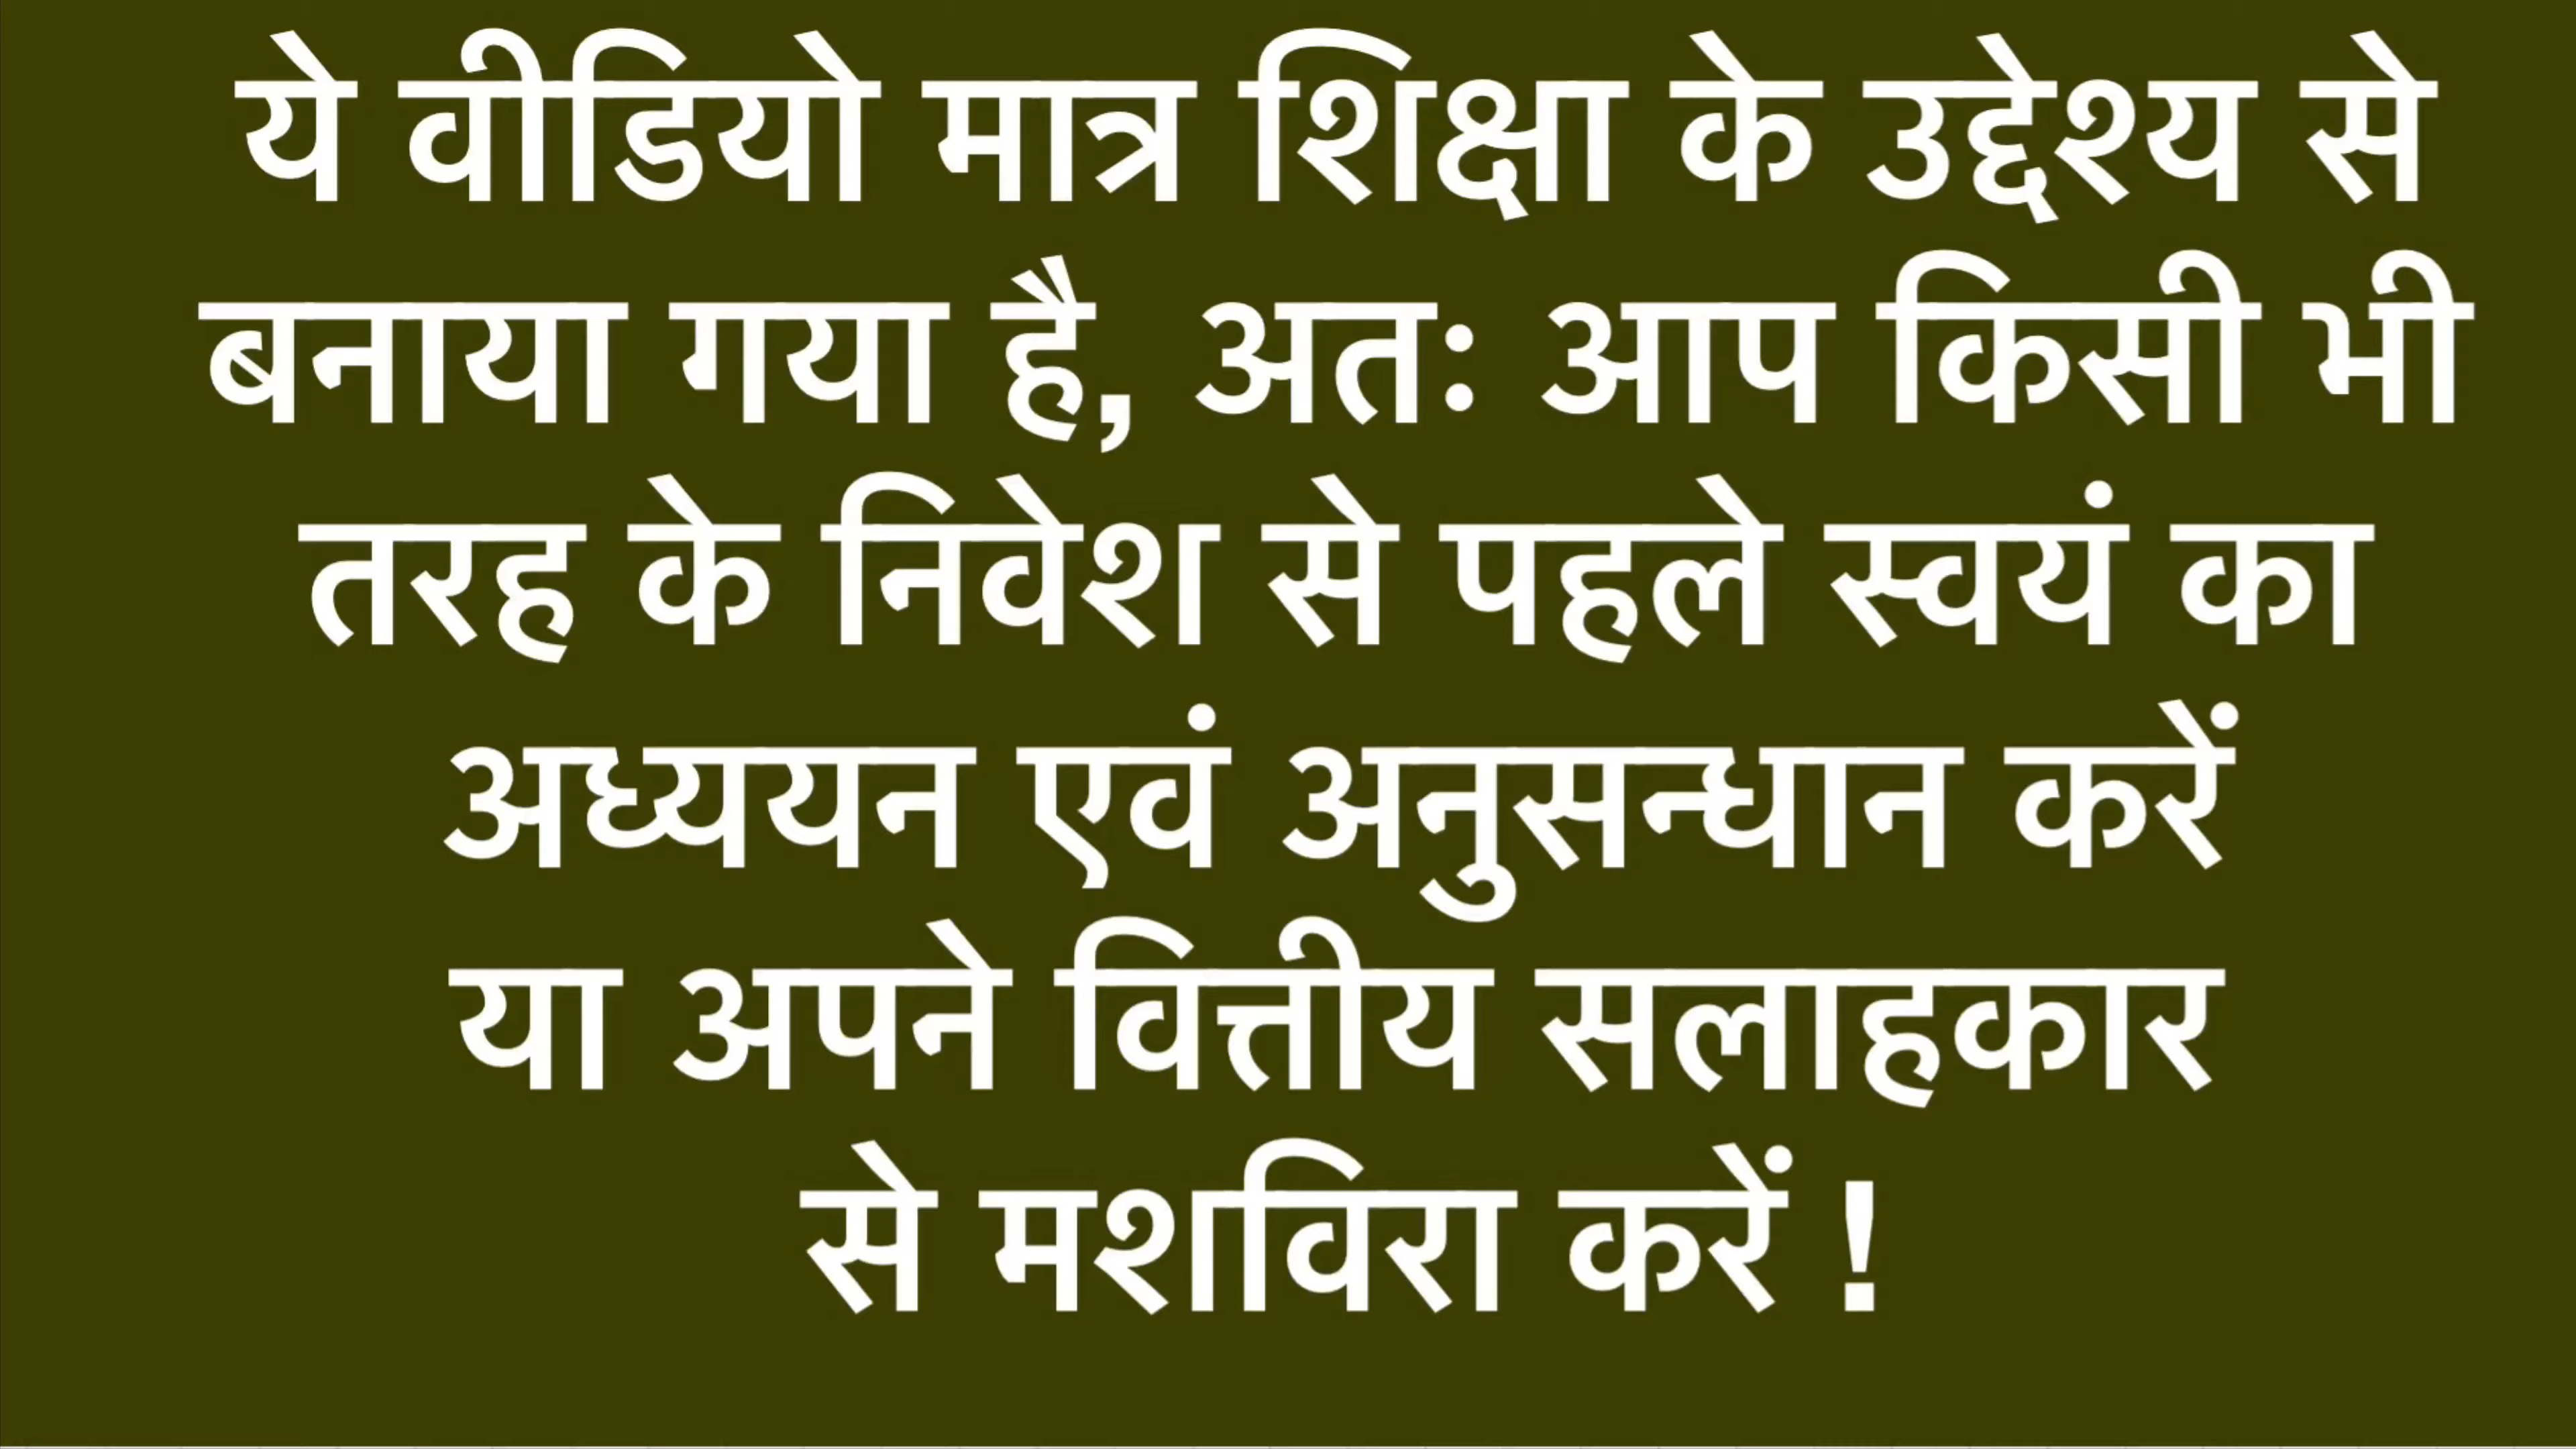 ये वीडियो मात्र शिक्षा के उद्देश्य से
बनाया गया है, अतः आप किसी भी
तरह के निवेश से पहले स्वयं का
अध्ययन एवं अनुसन्धान करें
या अपने वित्तीय सलाहकार
से मशविरा करें !